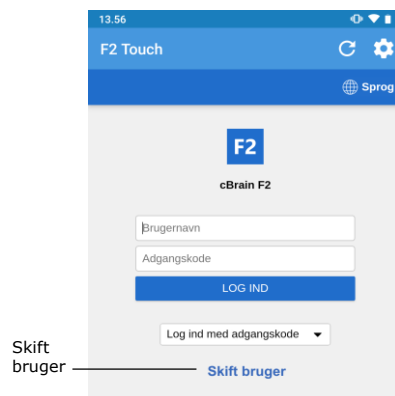 13.56
F2 Touch
Sprog
F2
cBrain F2
Brugernavn
Adgangskode
LOG IND
Log ind med adgangskode
Skift
bruger
Skift bruger